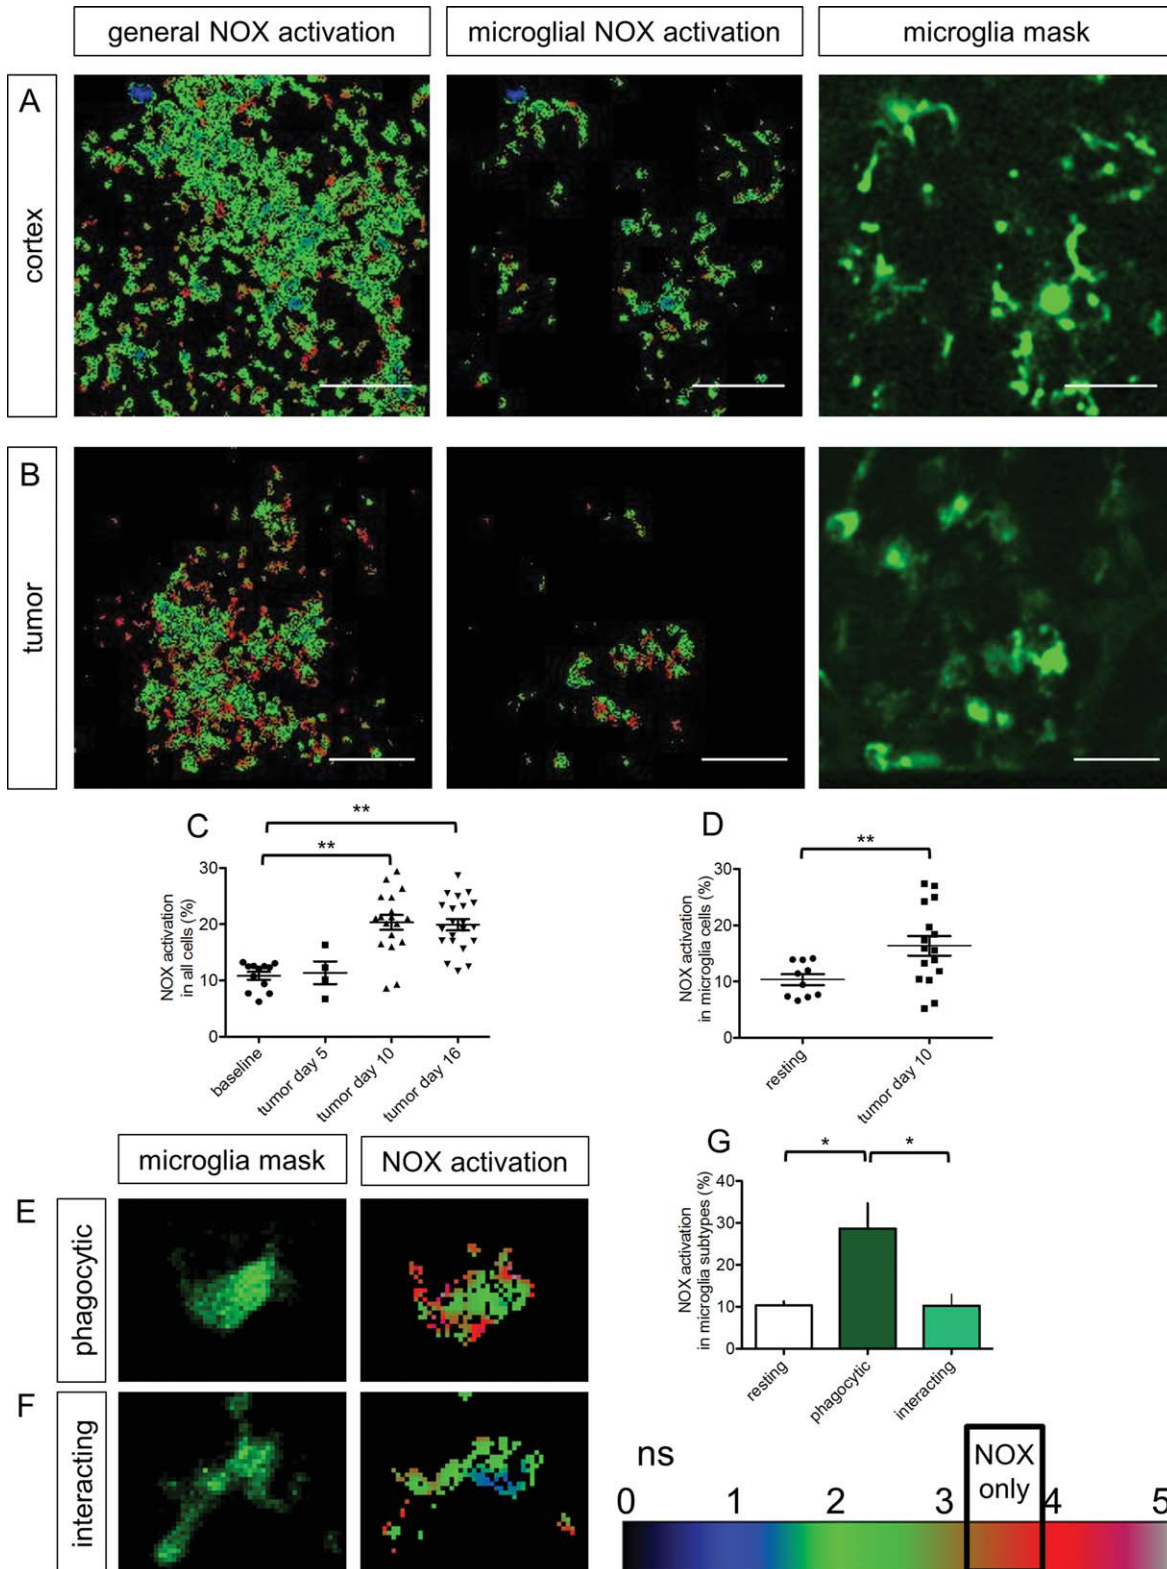 general NOX activation
microglial NOX activation
microglia mask
A
cortex
B
tumor
C
**
**
NOX activation
in all cells (%)
30
20
10
0
baseline
tumor day 5
tumor day 10
tumor day 16
D
**
NOX activation
in microglia cells (%)
30
20
10
0
resting
tumor day 10
microglia mask
NOX activation
E
phagocytic
F
interacting
G
*
*
NOX activation
in microglia subtypes (%)
40
30
20
10
0
resting
phagocytic
interacting
ns
NOX
only
0 1 2 3 4 5